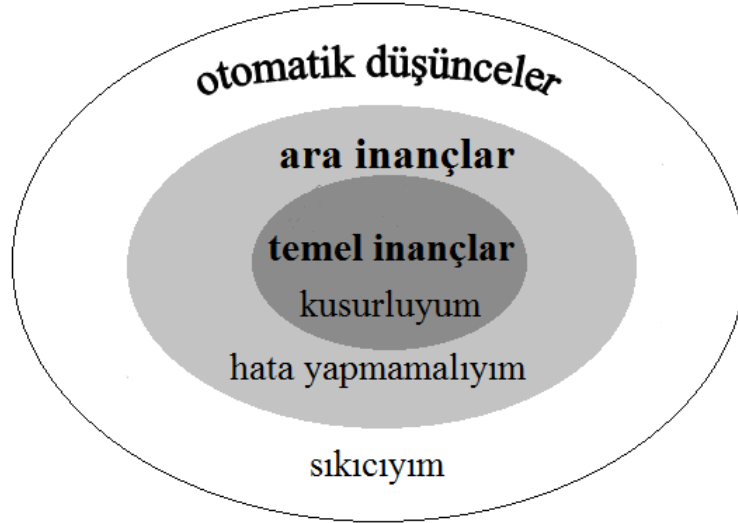 otomatik düşünceler
ara inançlar
temel inançlar
kusurluyum
hata yapmamalıyım
sıkıcıyım